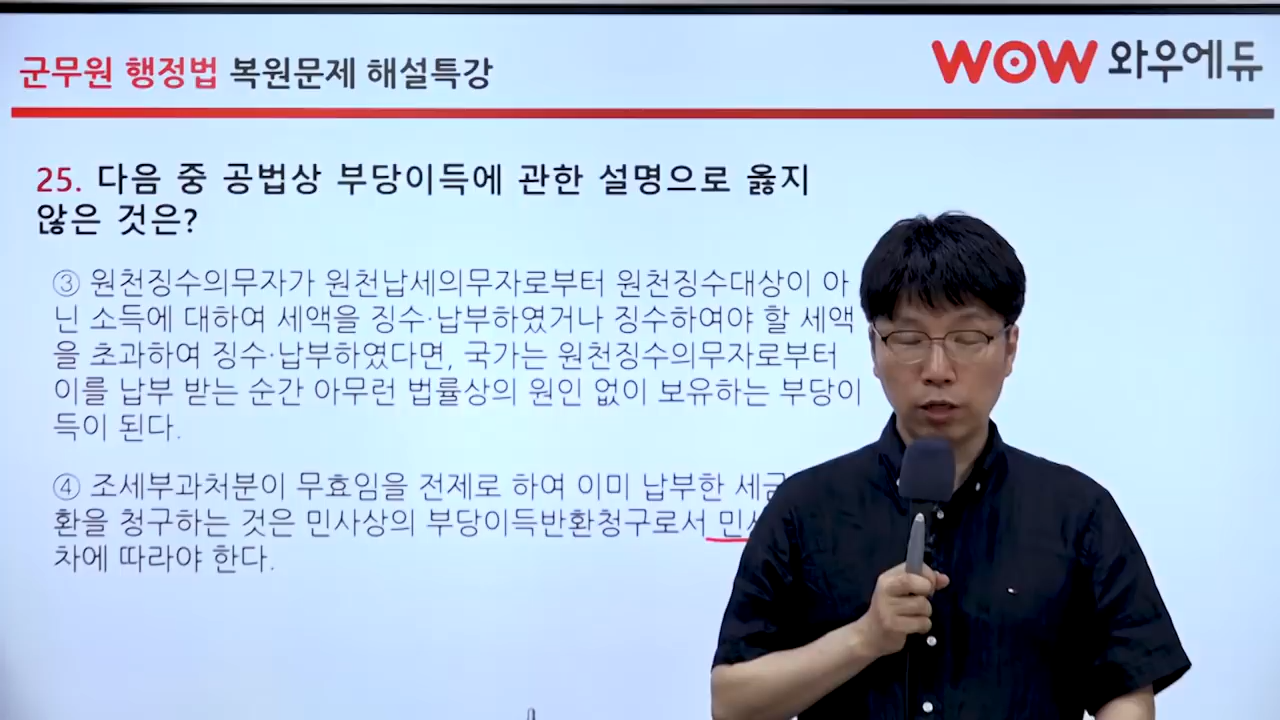 군무원 행정법 복원문제 해설특강
WOW 와우에듀
25. 다음 중 공법상 부당이득에 관한 설명으로 옳지
않은 것은?
③ 원천징수의무자가 원천납세의무자로부터 원천징수대상이 아
닌 소득에 대하여 세액을 징수·납부하였거나 징수하여야 할 세액
을 초과하여 징수·납부하였다면, 국가는 원천징수의무자로부터
이를 납부 받는 순간 아무런 법률상의 원인 없이 보유하는 부당이
득이 된다.
④ 조세부과처분이 무효임을 전제로 하여 이미 납부한 세금
환을 청구하는 것은 민사상의 부당이득반환청구로서
차에 따라야 한다.